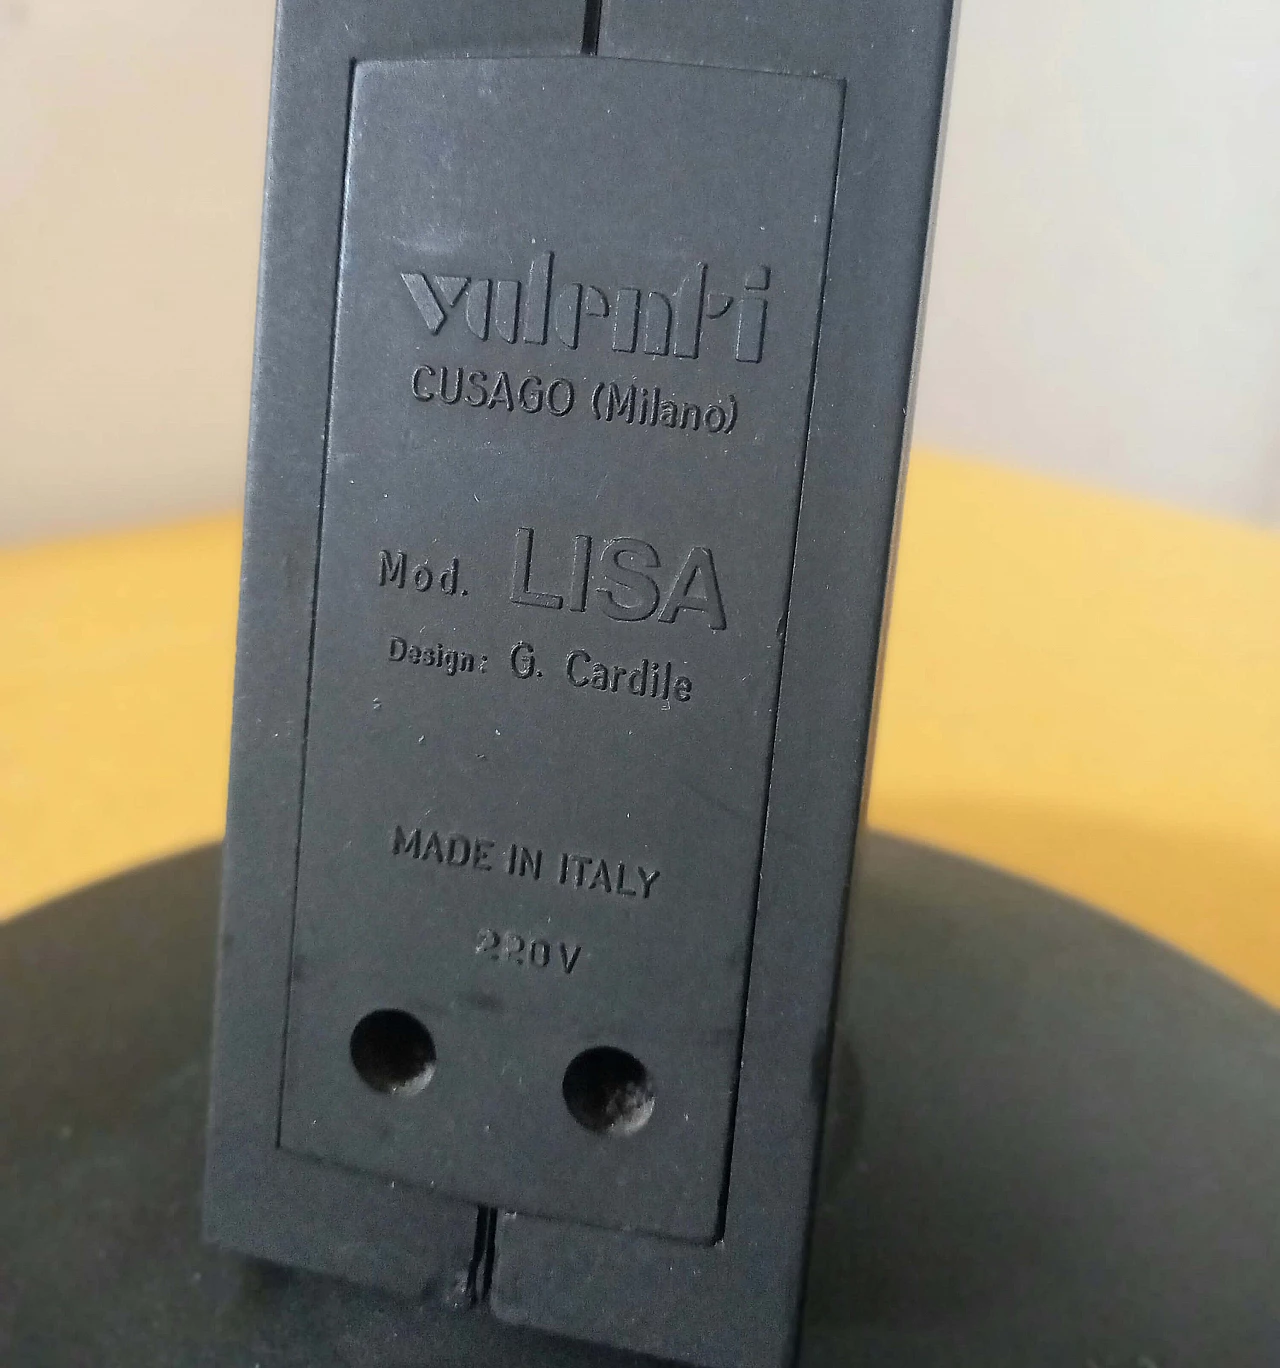 valenti
CUSAGO (Milano)
Mod. LISA
Design: G. Cardile
MADE IN ITALY
220V